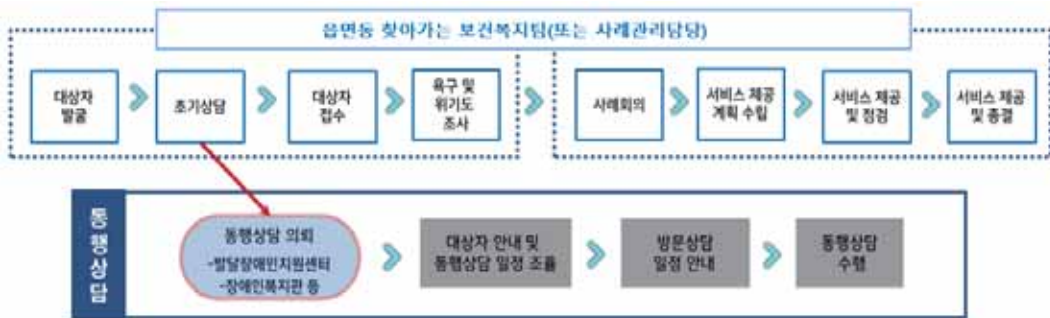 읍면동 찾아가는 보건복지팀(또는 사례관리담당)
대상자
발굴
초기상담
대상자
접수
욕구 및
위기도
조사
사례회의
서비스 제공
계획 수립
서비스 제공
및 점검
서비스 제공
및 종결
동행상담
동행상담 의뢰
-발달장애인지원센터
-장애인복지관 등
대상자 안내 및
동행상담 일정 조율
방문상담
일정 안내
동행상담
수행